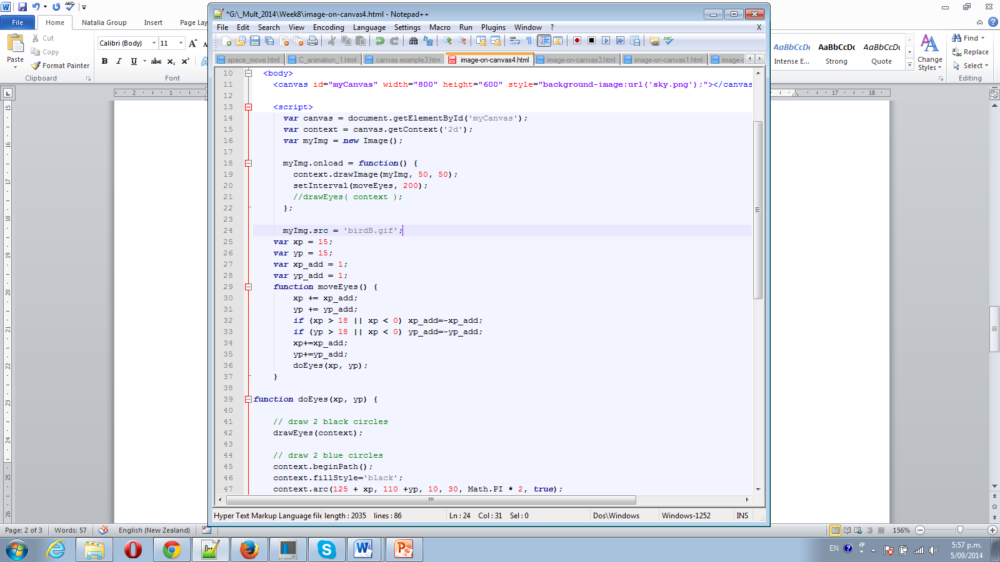 *G:\_Mult_2014\Week8\image-on-canvas4.html - Notepad++
File Home Natalia Group Insert Page Lay
File Edit Search View Encoding Language Settings Macro Run Plugins Window ? X
Cut
Copy
Format Painter
Paste
Clipboard
Calibri (Body) 11
B I U abc X₂ X²
Font
AaBbCcDc AaBbCcDc AaBbCcDc
Intense E... Strong Quote
Change Styles
Find
Replace
Select
Editing
space_move.html C_animation_1.html canvas example3.htm image-on-canvas4.html image-on-canvas3.html image-on-canvas1.html image-c
10 <body>
11 <canvas id="myCanvas" width="800" height="600" style="background-image:url('sky.png');"></canvas
12
13 <script>
14 var canvas = document.getElementById('myCanvas');
15 var context = canvas.getContext('2d');
16 var myImg = new Image();
17
18 myImg.onload = function() {
19 context.drawImage(myImg, 50, 50);
20 setInterval(moveEyes, 200);
21 //drawEyes( context );
22 };
23
24 myImg.src = 'birdB.gif';
25 var xp = 15;
26 var yp = 15;
27 var xp_add = 1;
28 var yp_add = 1;
29 function moveEyes() {
30 xp += xp_add;
31 yp += yp_add;
32 if (xp > 18 || xp < 0) xp_add=-xp_add;
33 if (yp > 18 || xp < 0) yp_add=-yp_add;
34 xp+=xp_add;
35 yp+=yp_add;
36 doEyes(xp, yp);
37 }
38
39 function doEyes(xp, yp) {
40
41 // draw 2 black circles
42 drawEyes(context);
43
44 // draw 2 blue circles
45 context.beginPath();
46 context.fillStyle='black';
47 context.arc(125 + xp, 110 +yp, 10, 30, Math.PI * 2, true);
Hyper Text Markup Language file length : 2035 lines : 86 Ln : 24 Col : 31 Sel : 0 Dos\Windows Windows-1252 INS
Page: 2 of 3 Words: 57 English (New Zealand) 156%
EN 5:57 p.m.
5/09/2014